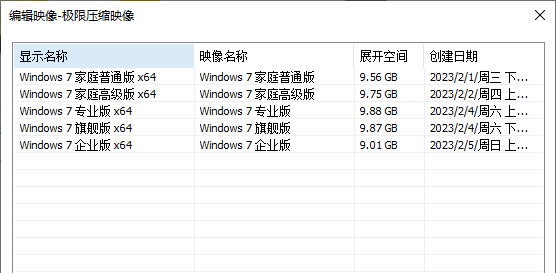 编辑映像-极限压缩映像
显示名称 映像名称 展开空间 创建日期
Windows 7 家庭普通版 x64 Windows 7 家庭普通版 9.56 GB 2023/2/1/周三 下...
Windows 7 家庭高级版 x64 Windows 7 家庭高级版 9.75 GB 2023/2/2/周四 上...
Windows 7 专业版 x64 Windows 7 专业版 9.88 GB 2023/2/4/周六 上...
Windows 7 旗舰版 x64 Windows 7 旗舰版 9.87 GB 2023/2/4/周六 下...
Windows 7 企业版 x64 Windows 7 企业版 9.01 GB 2023/2/5/周日 上...